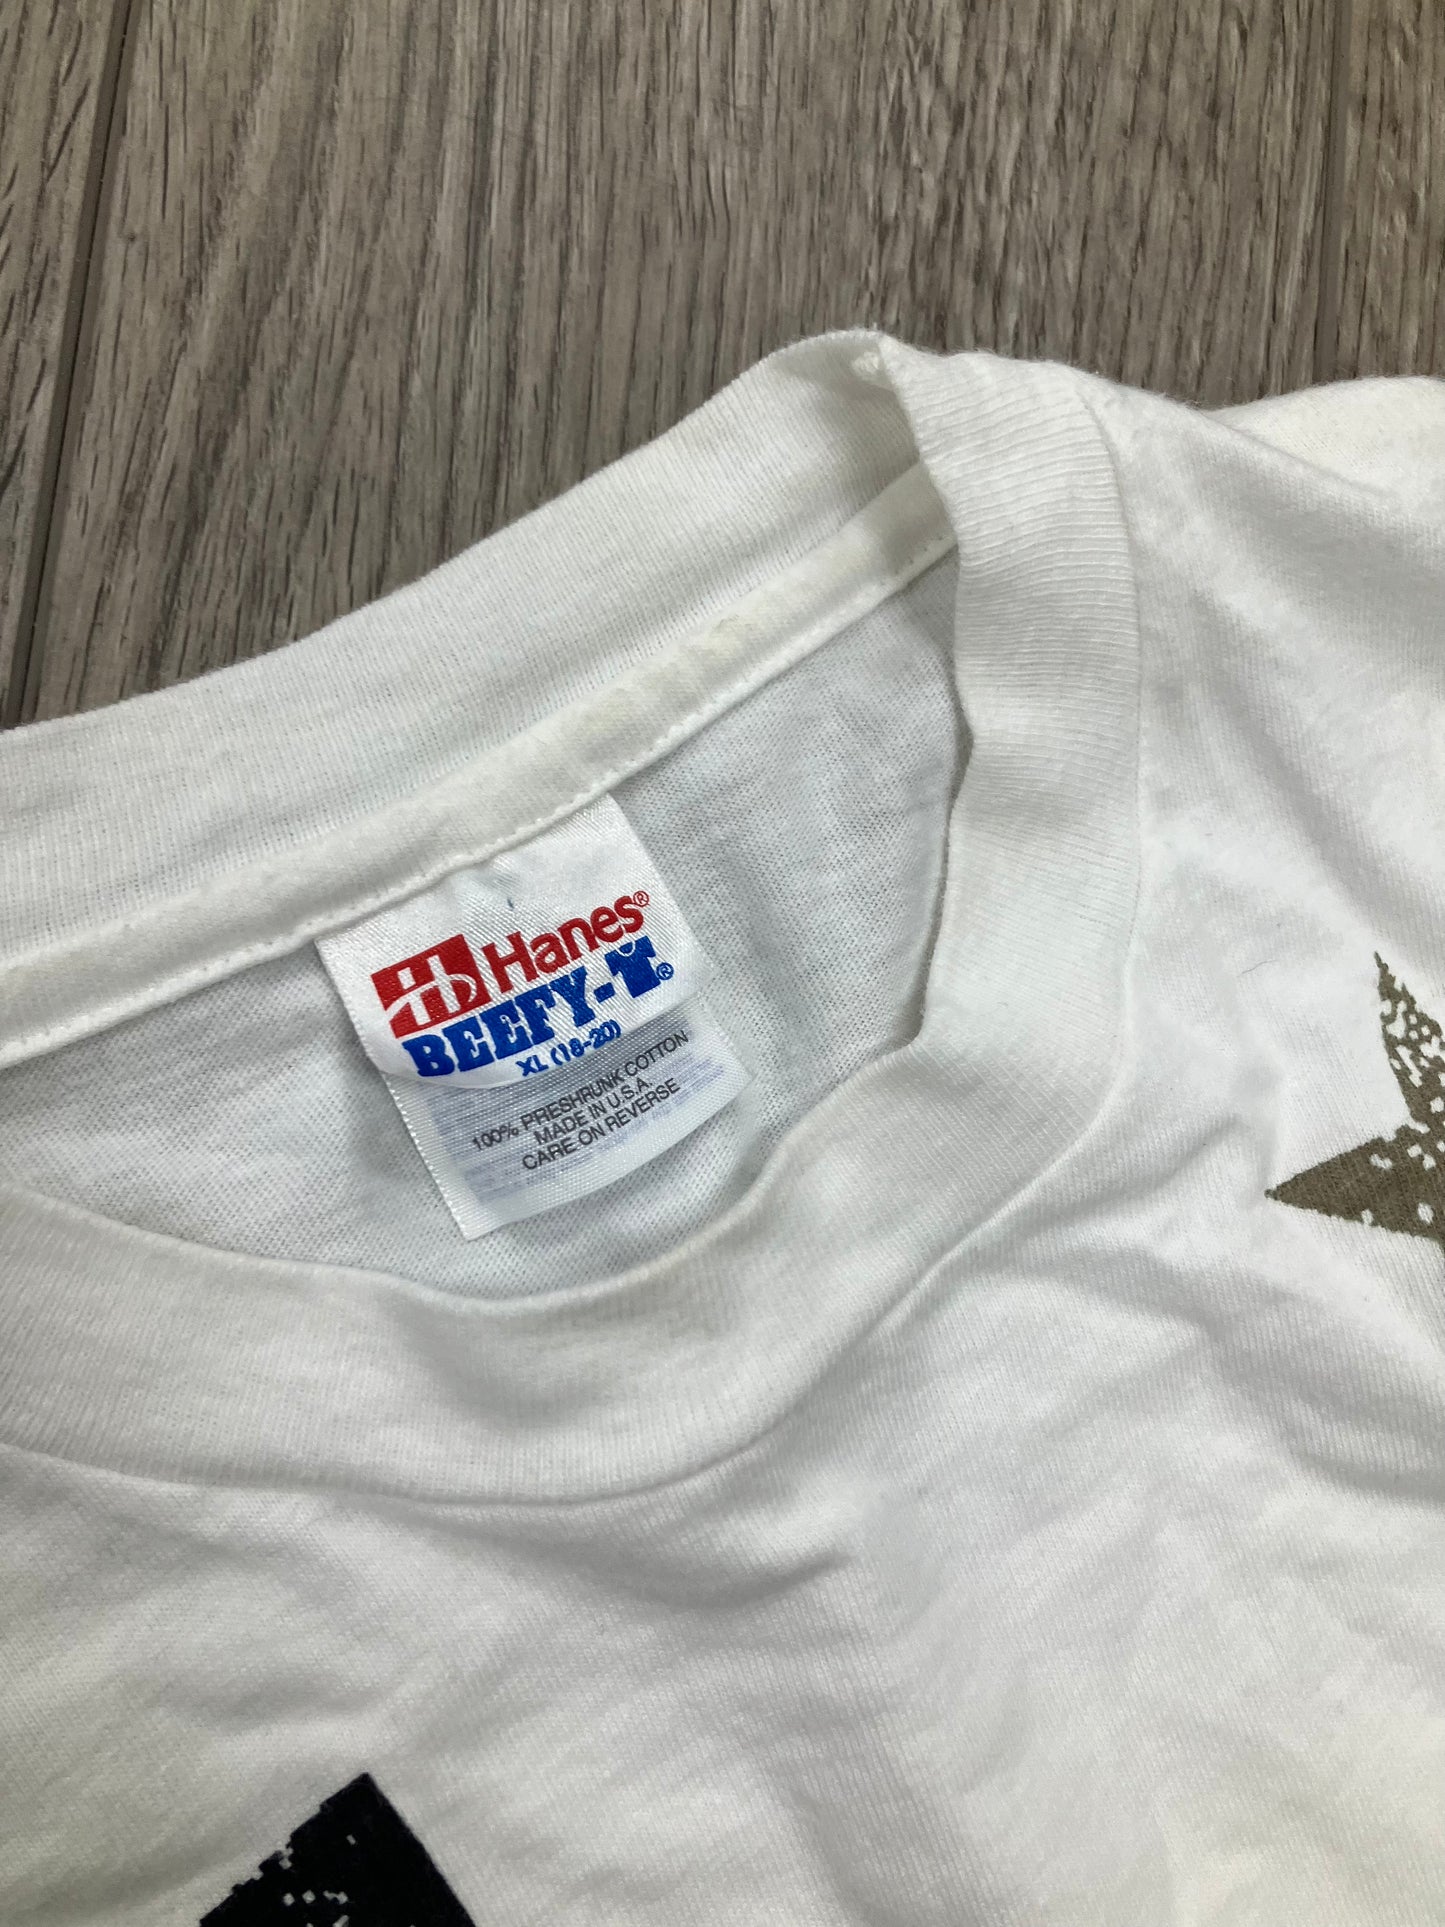 Hanes®
BEEFY-T®
XL (18-20)
100% PRESHRUNK COTTON
MADE IN U.S.A.
CARE ON REVERSE